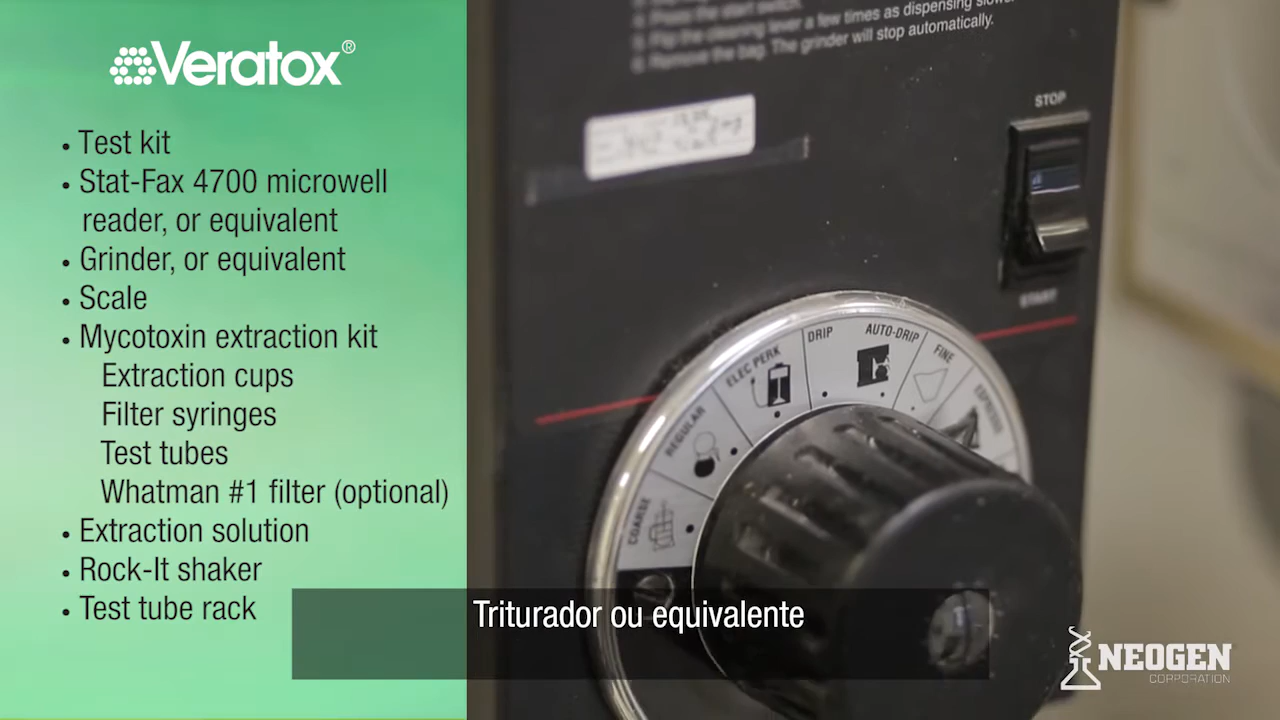 Veratox®
• Test kit
• Stat-Fax 4700 microwell
reader, or equivalent
• Grinder, or equivalent
• Scale
• Mycotoxin extraction kit
Extraction cups
Filter syringes
Test tubes
Whatman #1 filter (optional)
• Extraction solution
• Rock-It shaker
• Test tube rack
Press the start switch.
Flip the cleaning lever a few times as dispensing
Remove the bag. The grinder will stop automatically.
STOP
START
COARSE
REGULAR
ELEC PERK
DRIP
AUTO-DRIP
FINE
ESPRESSO
Triturador ou equivalente
NEOGEN
CORPORATION